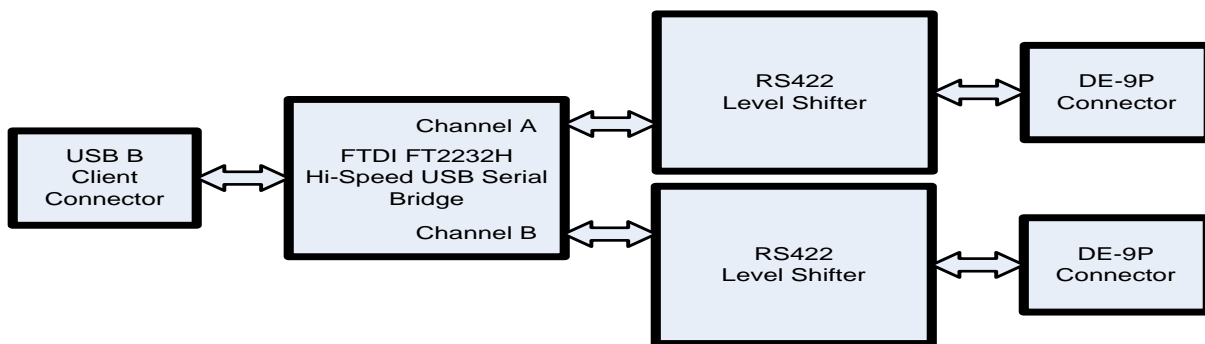 USB B
Client
Connector
Channel A
FTDI FT2232H
Hi-Speed USB Serial
Bridge
Channel B
RS422
Level Shifter
DE-9P
Connector
RS422
Level Shifter
DE-9P
Connector